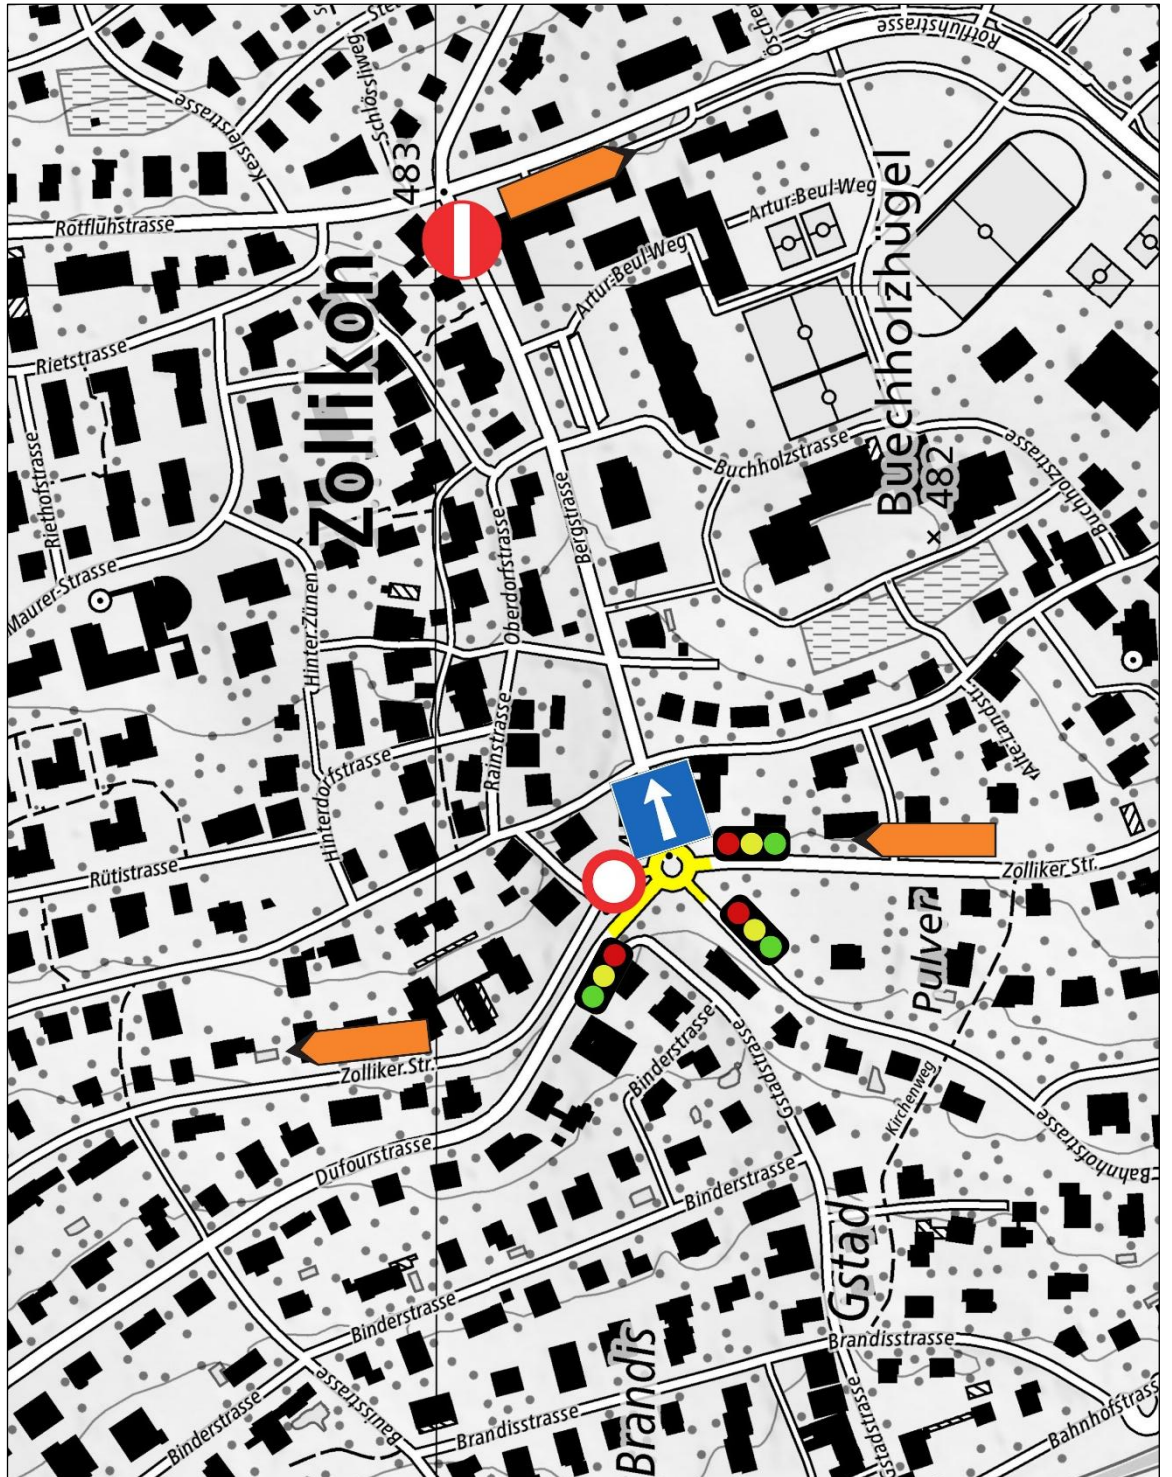 Schlössliweg
Rotfluhstrasse
Kesslerstrasse
483
Rotfluhstrasse
Artur-Beul-Weg
Zollikon
Buechholzhügel
Artur-Beul-Weg
Rietstrasse
Riethofstrasse
Buchholzstrasse
482
Buchholzstrasse
Bergstrasse
Oberdorfstrasse
Maurer-Strasse
Hinter Zünen
Rainstrasse
Alte Landstr.
Hinterdorfstrasse
Rütistrasse
Zolliker Str.
Pulver
Zolliker Str.
Binderstrasse
Gstadstrasse
Kirchenweg
Dufourstrasse
Bahnhofstrasse
Bahnhofstrasse
Binderstrasse
Gstad
Binderstrasse
Brandis
Brandisstrasse
Baurstrasse
Binderstrasse
Brandisstrasse
Gstadstrasse
Bahnhofstrass